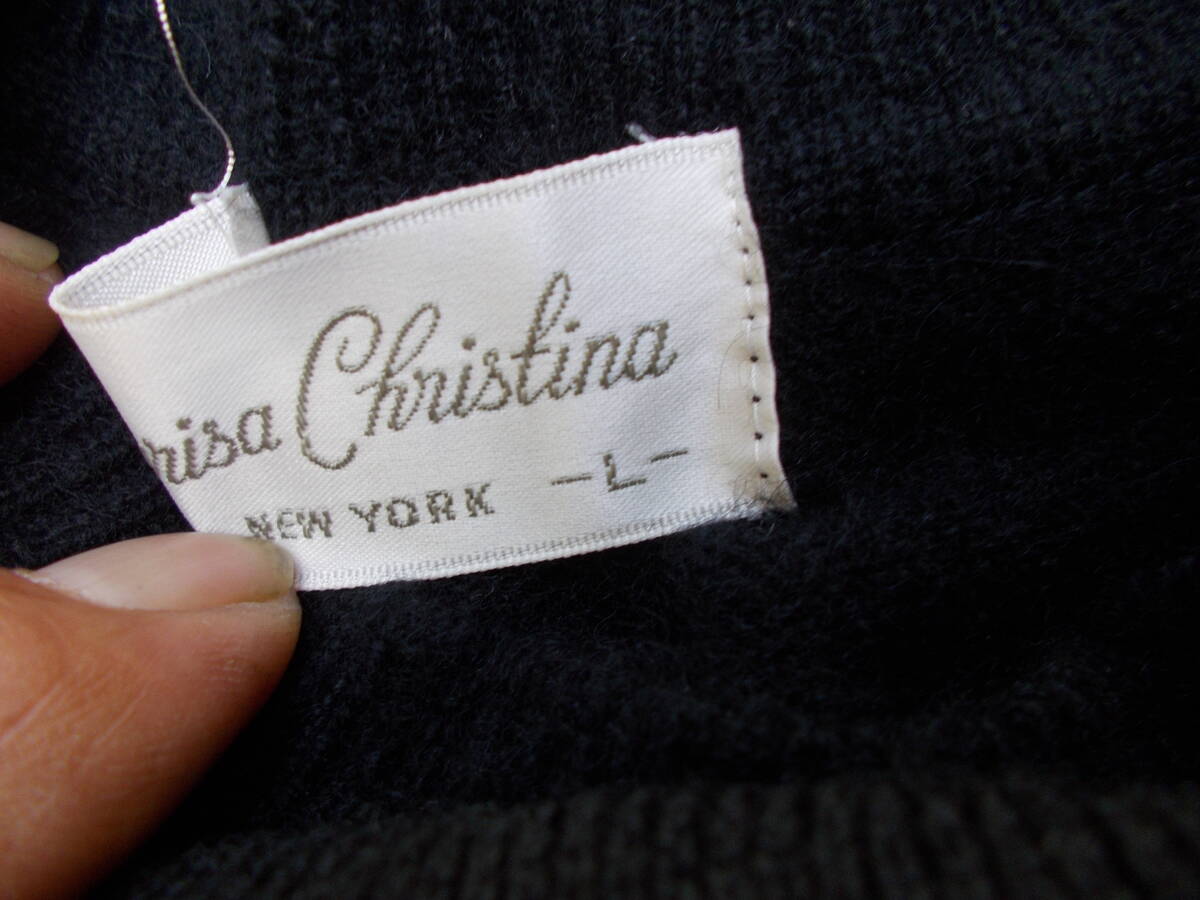 risa Christina
NEW YORK -L-